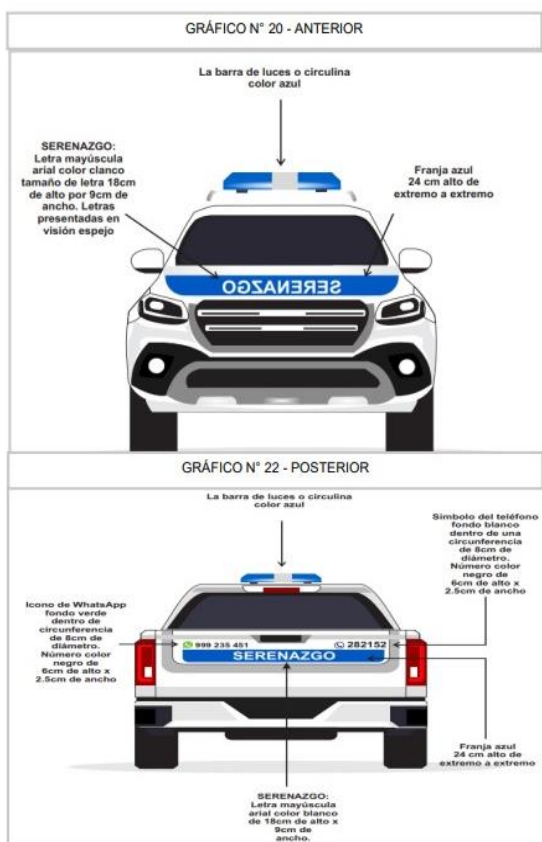 GRÁFICO N° 20 - ANTERIOR
La barra de luces o circulina
color azul
SERENAZGO:
Letra mayúscula
arial color clanco
tamaño de letra 18cm
de alto por 9cm de
ancho. Letras
presentadas en
visión espejo
Franja azul
24 cm alto de
extremo a extremo
SERENAZGO
GRÁFICO N° 22 - POSTERIOR
La barra de luces o circulina
color azul
Símbolo del teléfono
fondo blanco
dentro de una
circunferencia
de 8cm de
diámetro.
Número color
negro de
6cm de alto x
2.5cm de ancho
Icono de WhatsApp
fondo verde
dentro de
circunferencia
de 8cm de
diámetro.
Número color
negro de
6cm de alto x
2.5cm de ancho
999 235 451
282152
SERENAZGO
Franja azul
24 cm alto de
extremo a extremo
SERENAZGO:
Letra mayúscula
arial color blanco
de 18cm de alto x
9cm de
ancho.